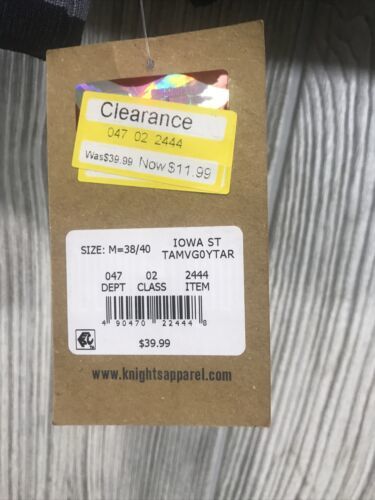 Clearance
047 02 2444
Was$39.99 Now $11.99
SIZE: M=38/40
IOWA ST
TAMVG0YTAR
047 02 2444
DEPT CLASS ITEM
4 90470 22444 8
$39.99
www.knightsapparel.com